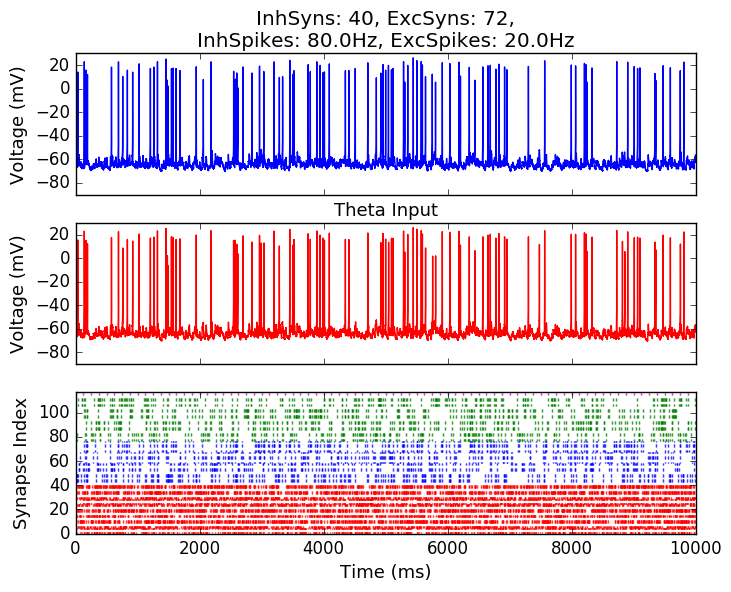 InhSyns: 40, ExcSyns: 72,
InhSpikes: 80.0Hz, ExcSpikes: 20.0Hz
Voltage (mV)
20
0
−20
−40
−60
−80
Theta Input
Voltage (mV)
20
0
−20
−40
−60
−80
Synapse Index
100
80
60
40
20
0
0 2000 4000 6000 8000 10000
Time (ms)